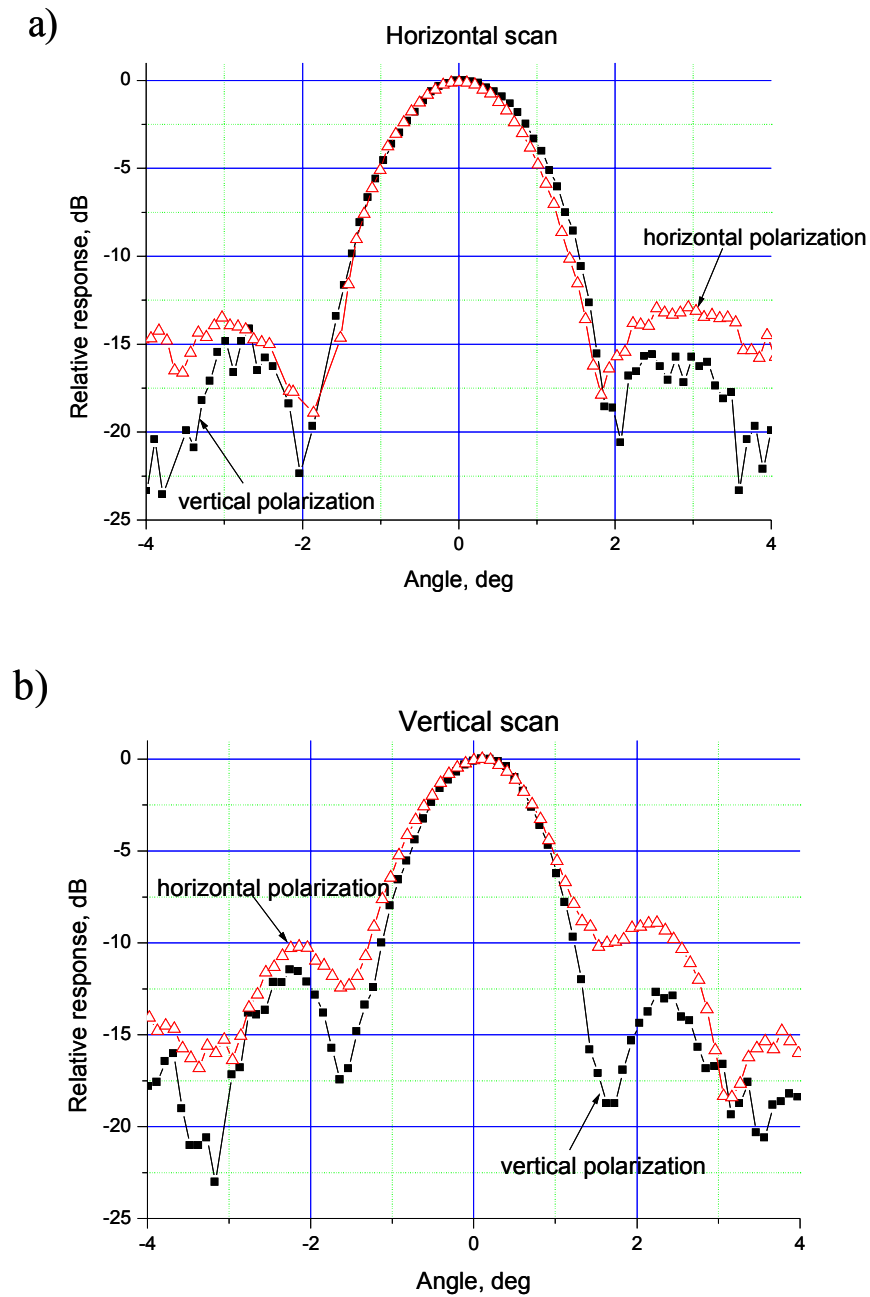 a)
Horizontal scan
0
-5
-10
-15
-20
-25
Relative response, dB
horizontal polarization
vertical polarization
-4
-2
0
2
4
Angle, deg
b)
Vertical scan
0
-5
-10
-15
-20
-25
Relative response, dB
horizontal polarization
vertical polarization
-4
-2
0
2
4
Angle, deg